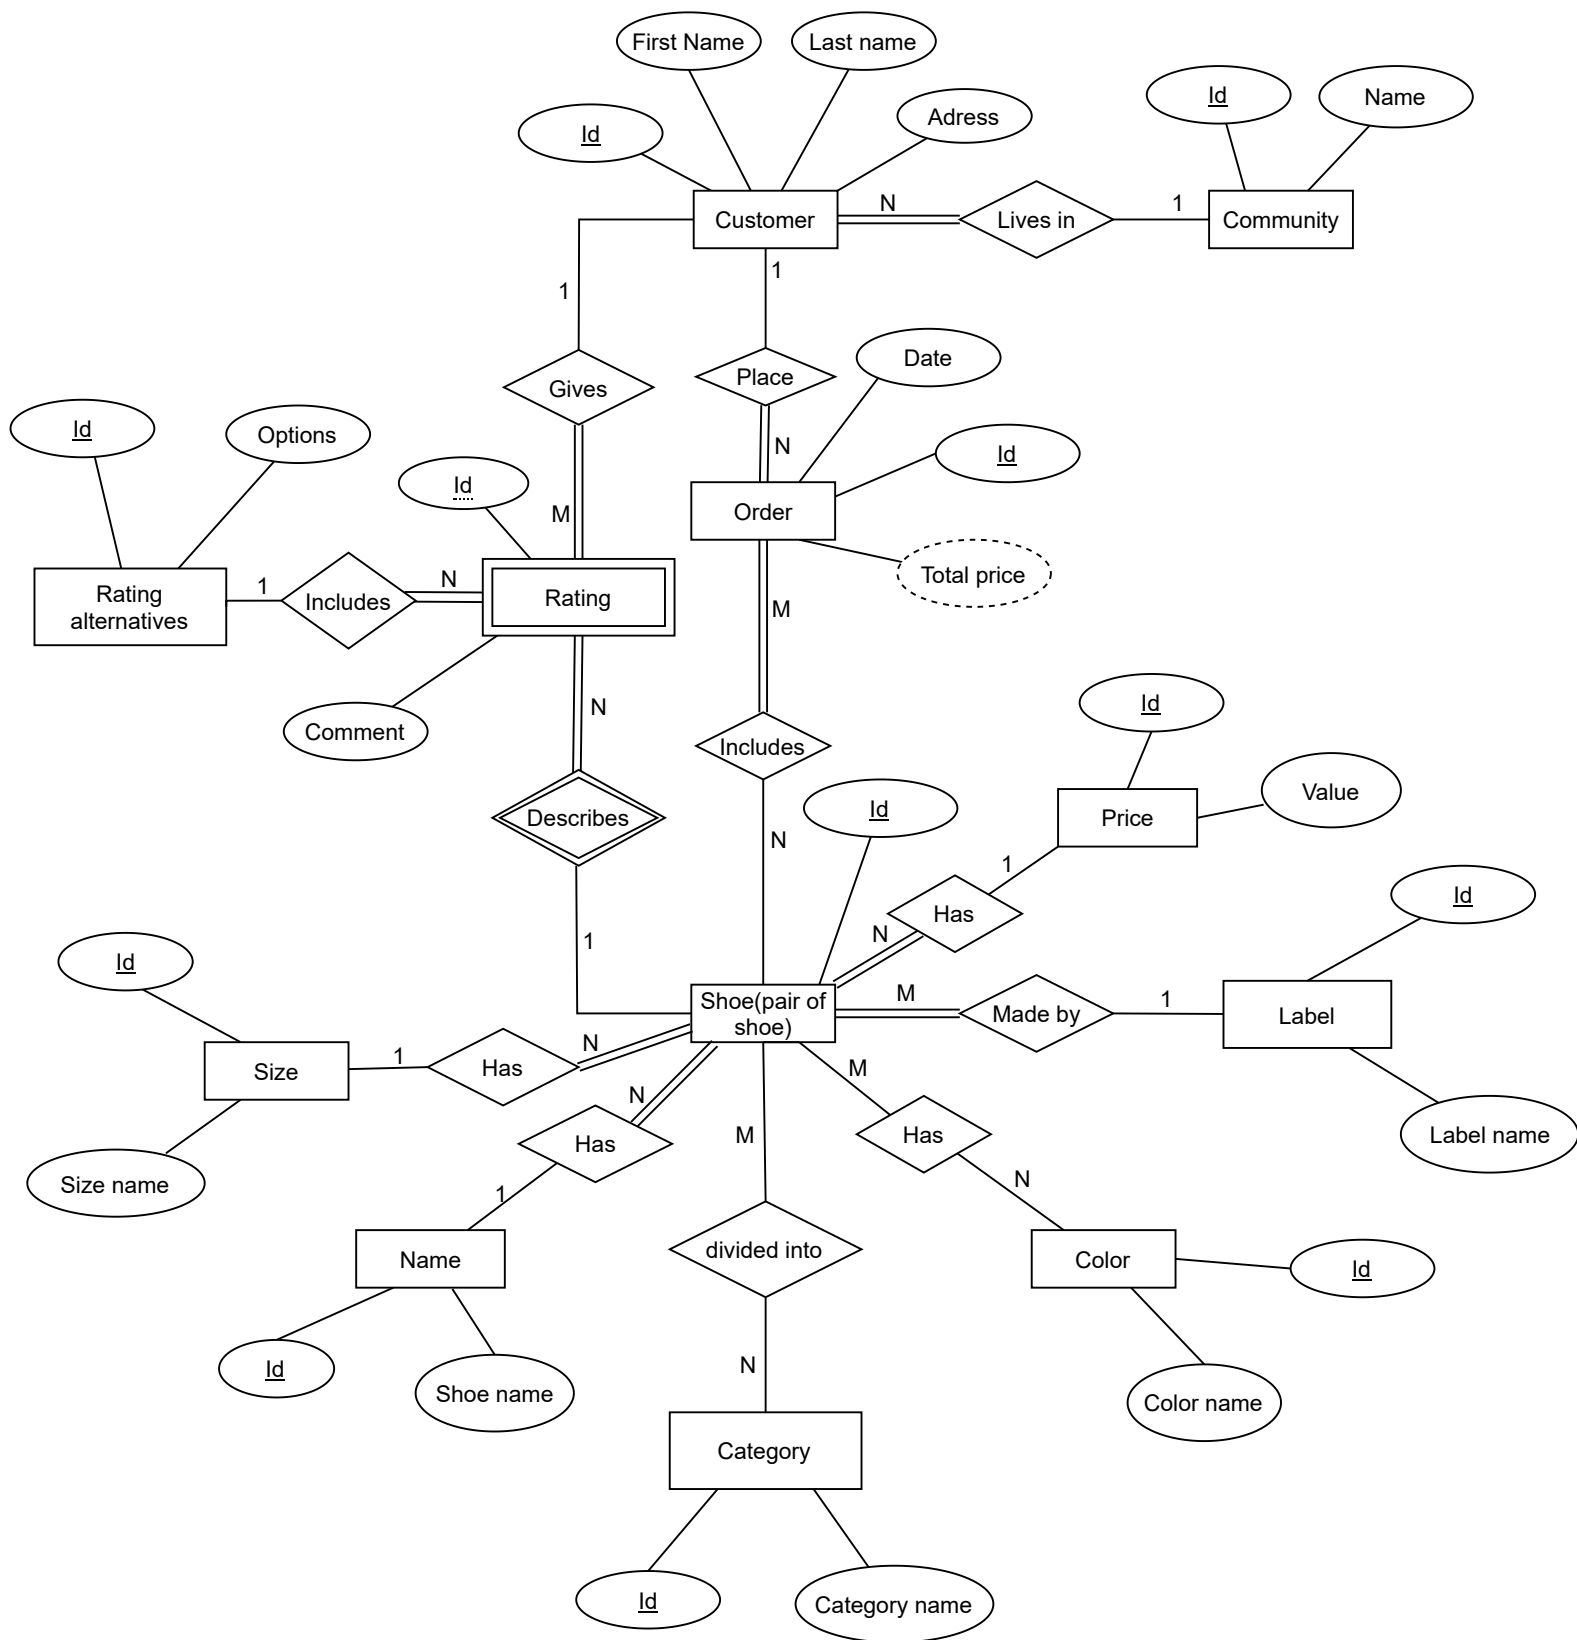 First Name
Last name
Id
Adress
Id
Name
Customer
N
Lives in
1
Community
1
1
Gives
Place
Date
Id
Options
Id
N
Id
M
Order
Total price
Rating
alternatives
1
Includes
N
Rating
M
Comment
N
Includes
Id
Describes
N
Id
Price
Value
1
Has
N
Id
1
Id
Shoe(pair of
shoe)
M
Made by
1
Label
Size
1
Has
N
M
Label name
Size name
N
Has
M
Has
1
N
Name
divided into
Color
Id
Id
Shoe name
N
Color name
Category
Id
Category name